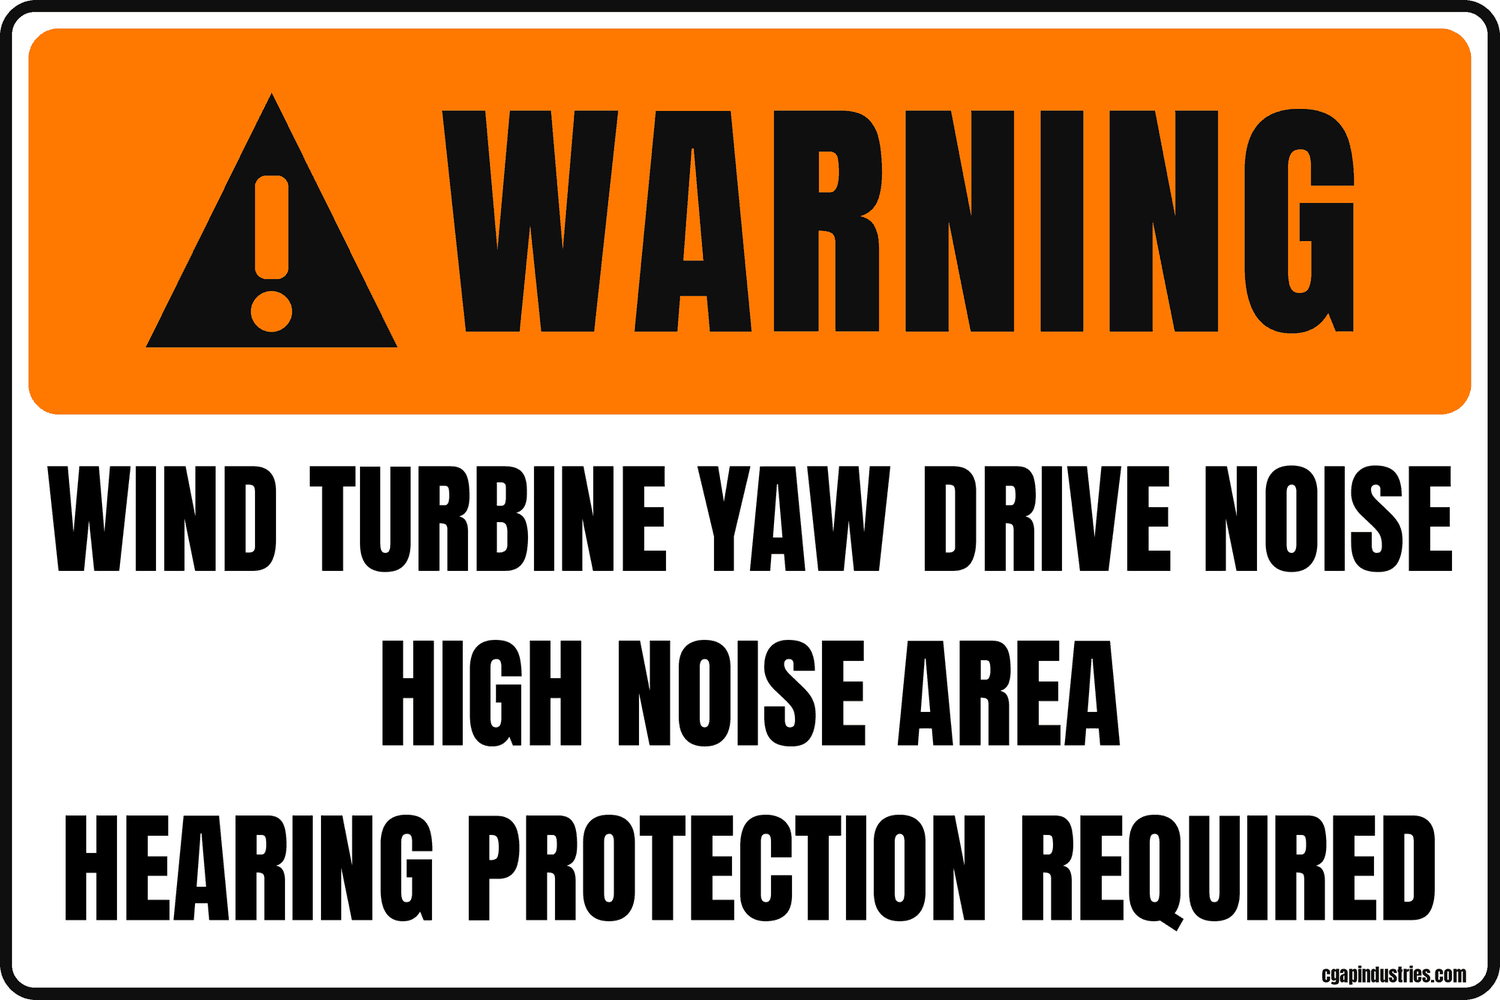 WARNING
WIND TURBINE YAW DRIVE NOISE
HIGH NOISE AREA
HEARING PROTECTION REQUIRED
cgapindustries.com